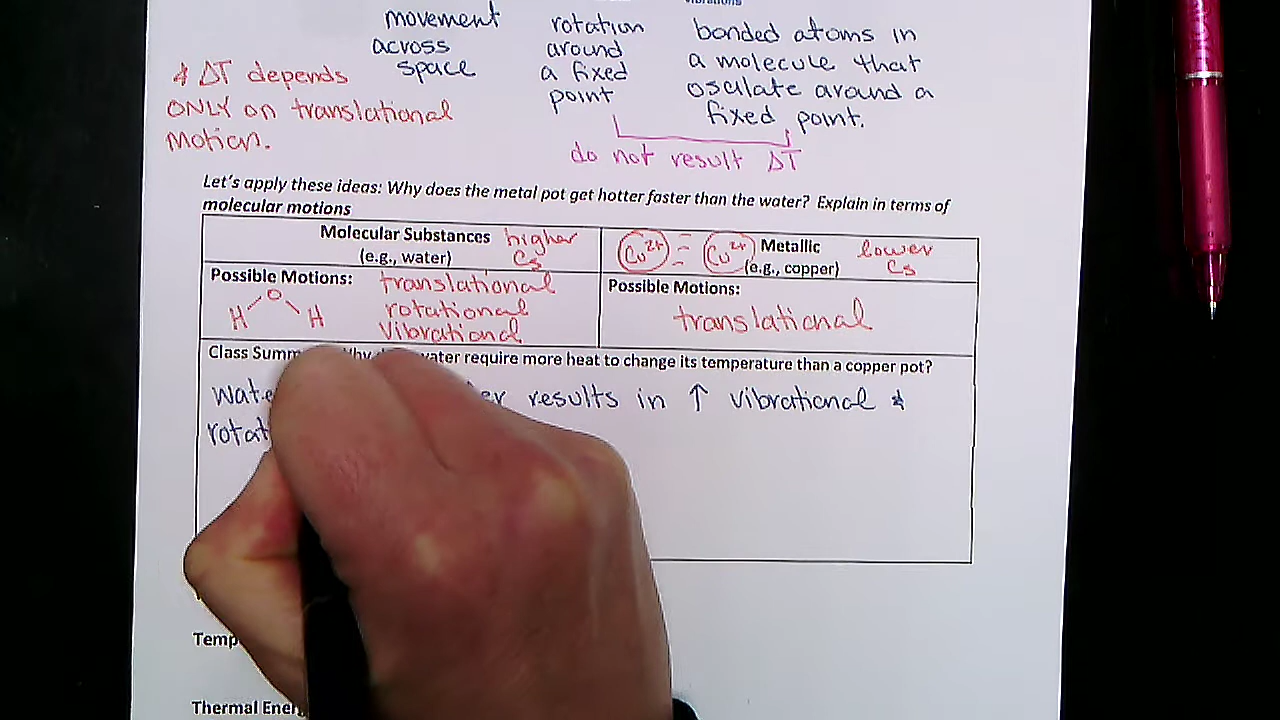 vibrations
movement
across
space
rotation
around
a fixed
point
bonded atoms in
a molecule that
osculate around a
fixed point.
& ΔT depends
ONLY on translational
motion.
do not result ΔT
Let's apply these ideas: Why does the metal pot get hotter faster than the water? Explain in terms of
molecular motions
Molecular Substances
(e.g., water)
higher
Cs
Cu2+ = Cu2+
Metallic
(e.g., copper)
lower
Cs
Possible Motions:
H O H
translational
rotational
vibrational
Possible Motions:
translational
Class water require more heat to change its temperature than a copper pot?
results in ↑ vibrational &